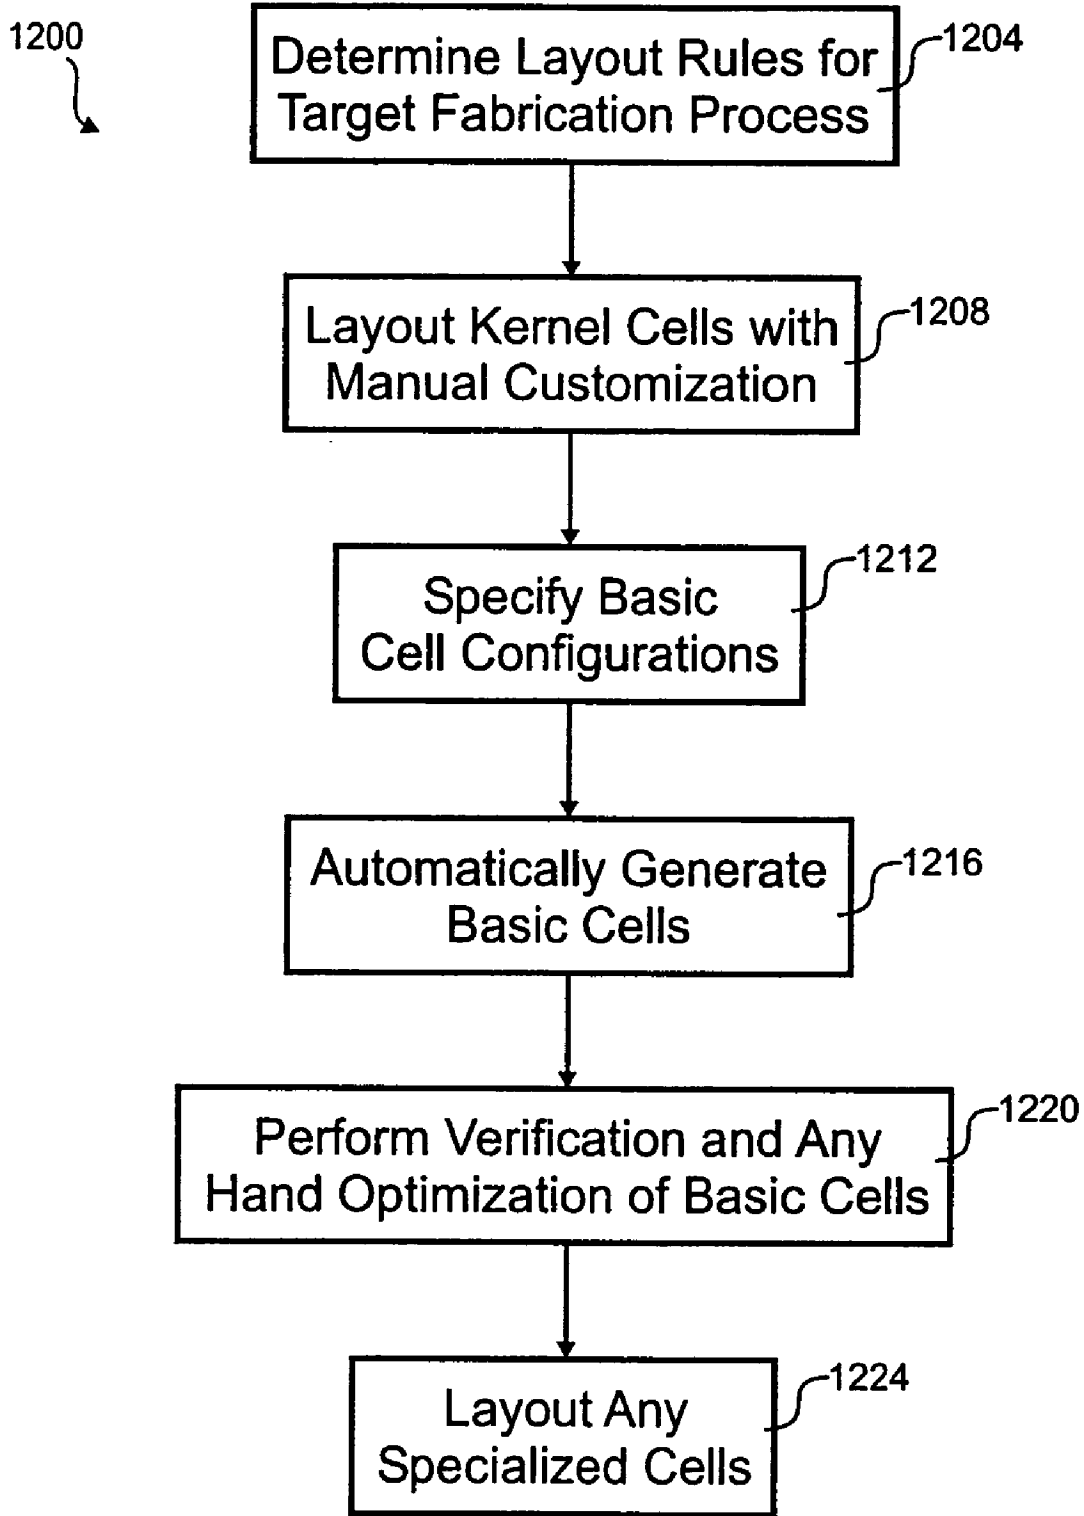 1200
Determine Layout Rules for
Target Fabrication Process
1204
Layout Kernel Cells with
Manual Customization
1208
Specify Basic
Cell Configurations
1212
Automatically Generate
Basic Cells
1216
Perform Verification and Any
Hand Optimization of Basic Cells
1220
Layout Any
Specialized Cells
1224